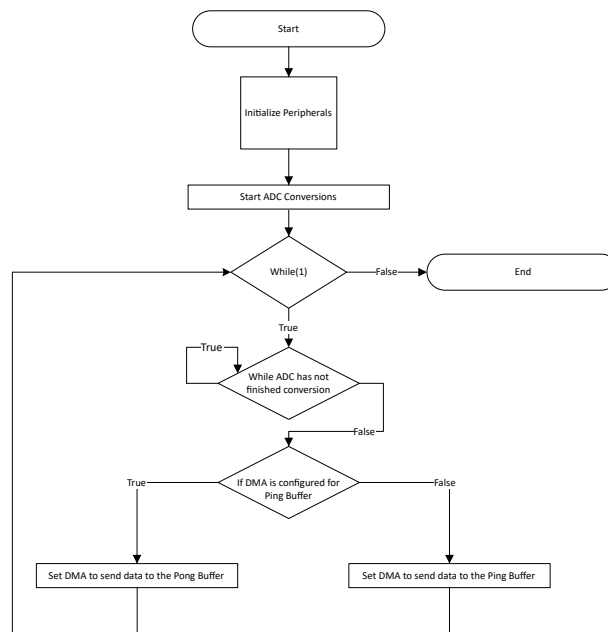 Start
Initialize Peripherals
Start ADC Conversions
While(1)
False
End
True
True
While ADC has not
finished conversion
False
If DMA is configured for
Ping Buffer
True
False
Set DMA to send data to the Pong Buffer
Set DMA to send data to the Ping Buffer